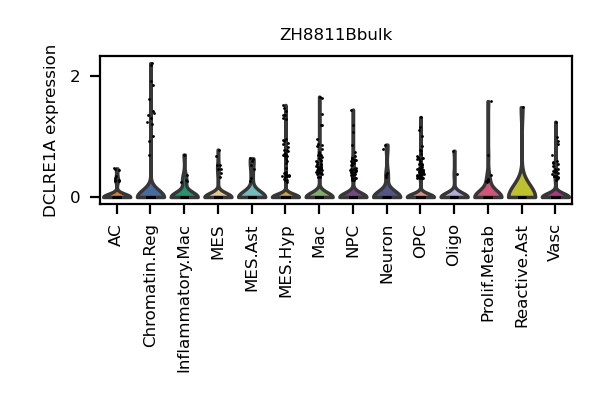 ZH8811Bbulk
DCLRE1A expression
2
0
AC
Chromatin.Reg
Inflammatory.Mac
MES
MES.Ast
MES.Hyp
Mac
NPC
Neuron
OPC
Oligo
Prolif.Metab
Reactive.Ast
Vasc